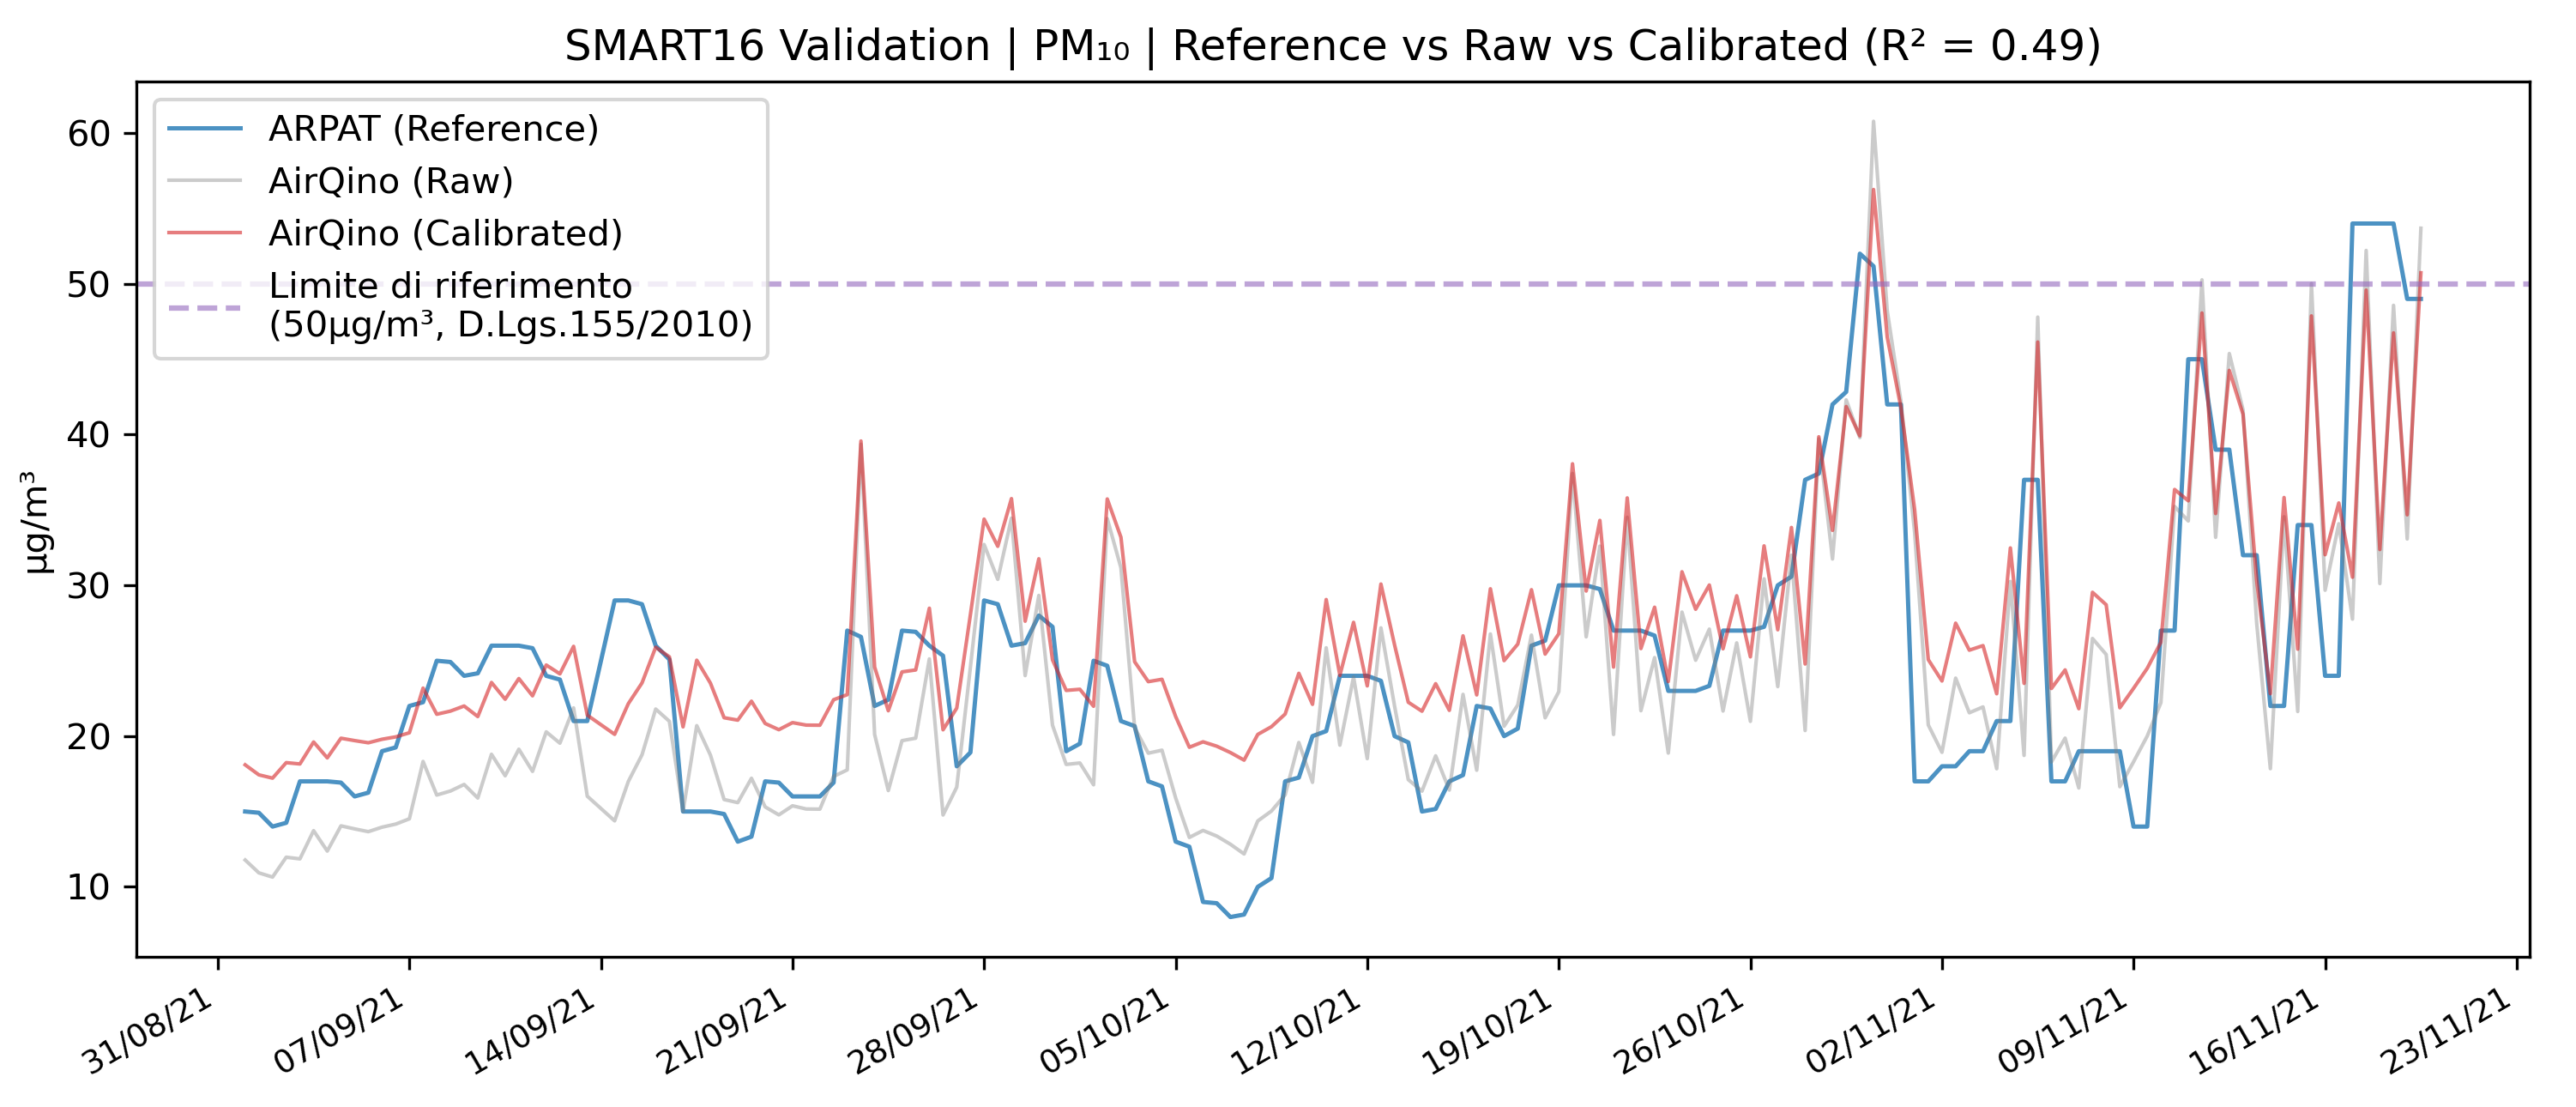 SMART16 Validation | PM₁₀ | Reference vs Raw vs Calibrated (R² = 0.49)
ARPAT (Reference)
AirQino (Raw)
AirQino (Calibrated)
Limite di riferimento
(50μg/m³, D.Lgs.155/2010)
μg/m³
60
50
40
30
20
10
31/08/21
07/09/21
14/09/21
21/09/21
28/09/21
05/10/21
12/10/21
19/10/21
26/10/21
02/11/21
09/11/21
16/11/21
23/11/21